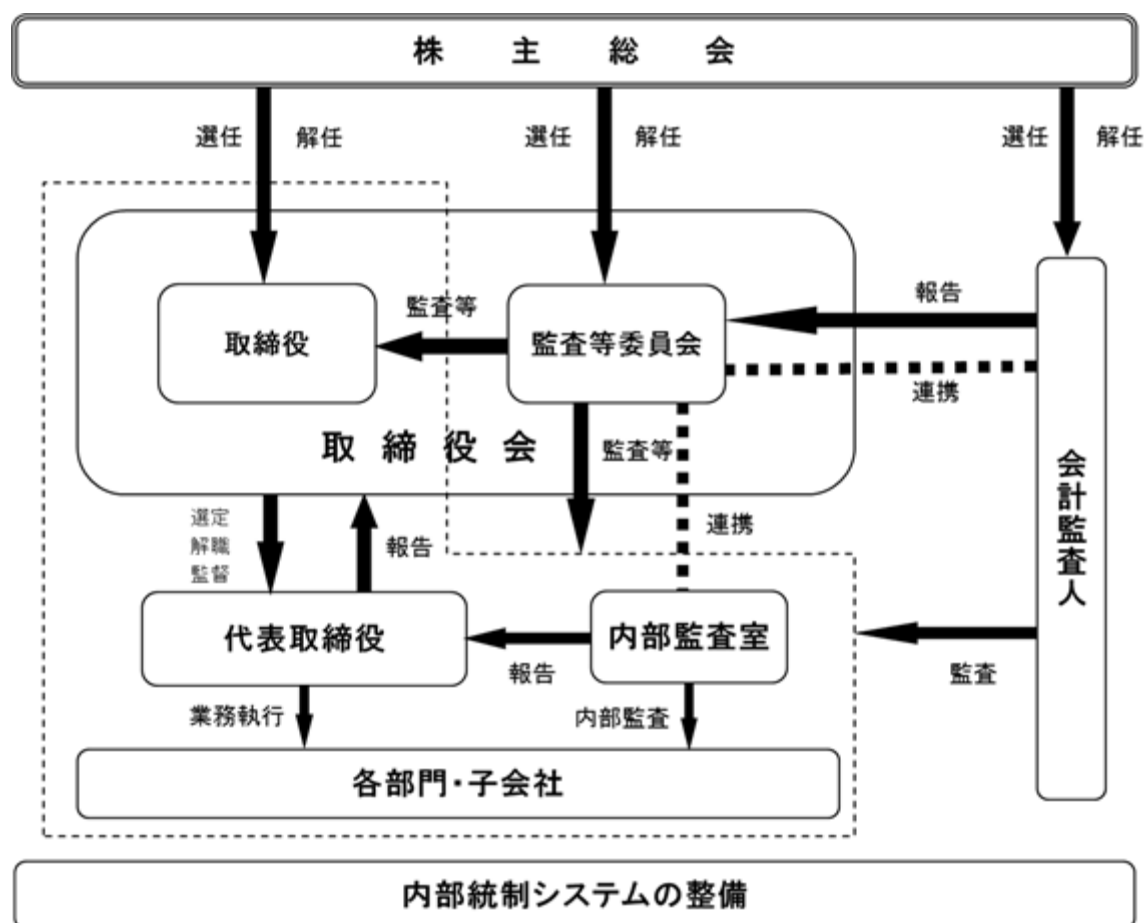 株主総会
選任 解任
選任 解任
選任 解任
報告
監査等
取締役
監査等委員会
連携
取締役会
監査等
会計監査人
選定
解職
監督
報告
連携
代表取締役
内部監査室
報告
監査
業務執行
内部監査
各部門・子会社
内部統制システムの整備